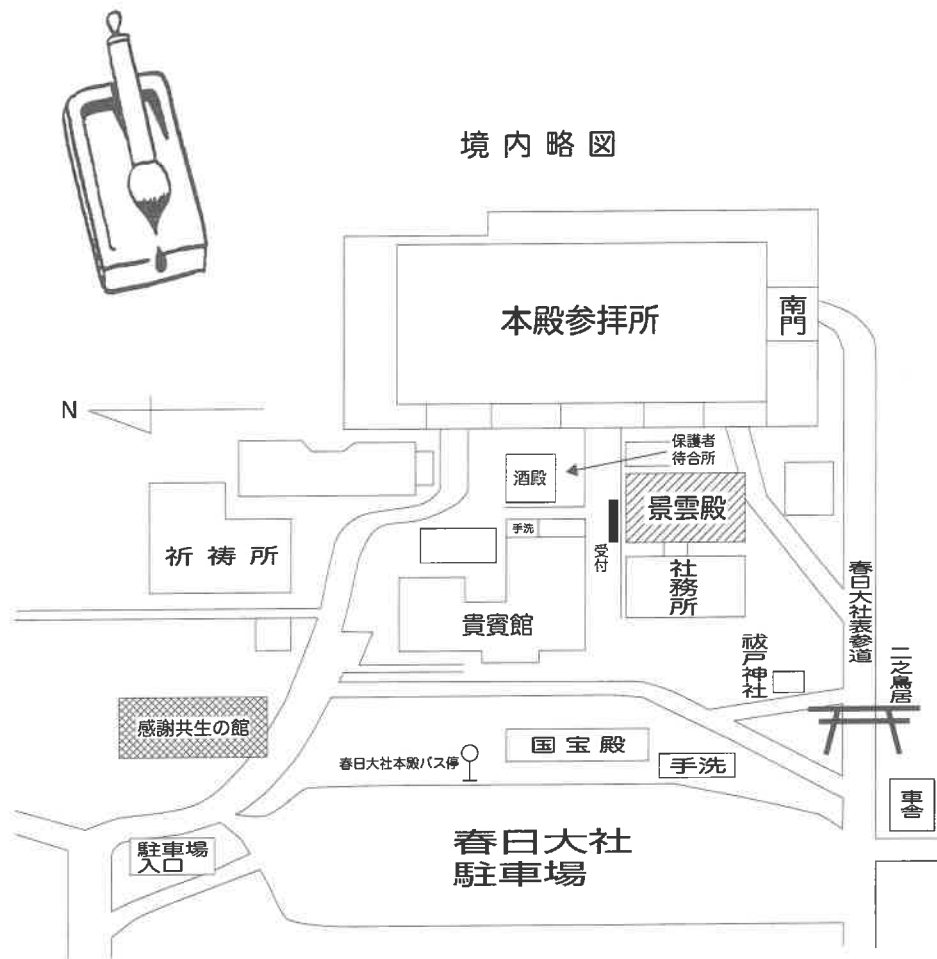 境内略図
本殿参拝所
南門
N
保護者
待合所
酒殿
景雲殿
手洗
受付
祈祷所
社務所
貴賓館
春日大社表参道
祓戸神社
二之鳥居
感謝共生の館
国宝殿
春日大社本殿バス停
手洗
車舎
駐車場
入口
春日大社
駐車場